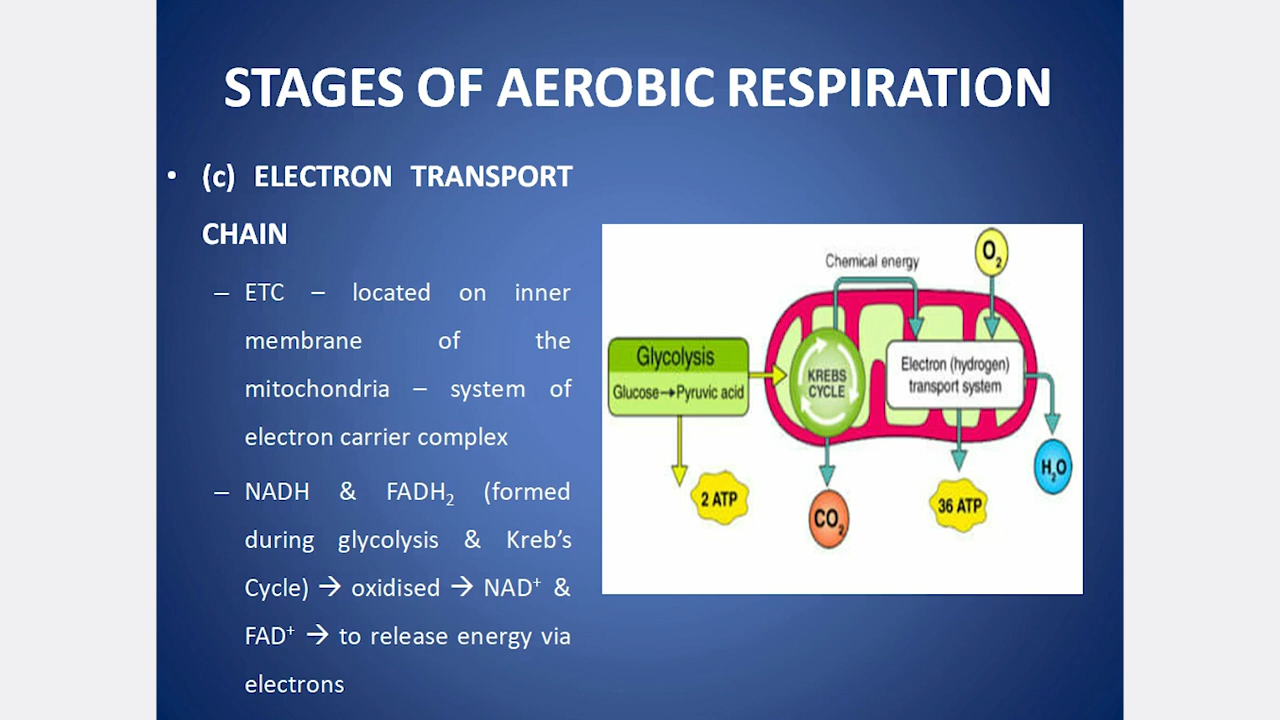 STAGES OF AEROBIC RESPIRATION
• (c) ELECTRON TRANSPORT
CHAIN
– ETC – located on inner
membrane of the
mitochondria – system of
electron carrier complex
– NADH & FADH₂ (formed
during glycolysis & Kreb’s
Cycle) → oxidised → NAD⁺ &
FAD⁺ → to release energy via
electrons
Chemical energy
O₂
Glycolysis
Glucose→Pyruvic acid
KREBS
CYCLE
Electron (hydrogen)
transport system
2 ATP
CO₂
36 ATP
H₂O